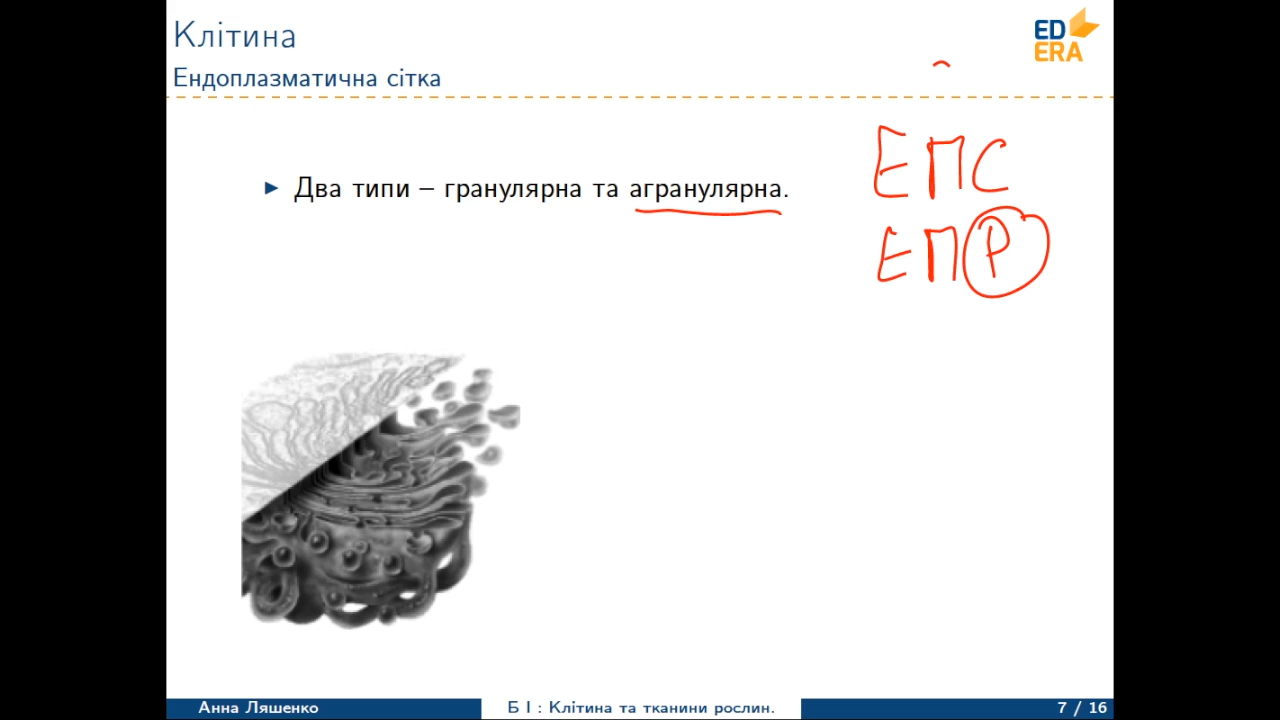 Клітина
ED
ERA
Ендоплазматична сітка
ЕПС
▶ Два типи – гранулярна та агранулярна.
ЕПР
Анна Ляшенко
Б І : Клітина та тканини рослин.
7 / 16